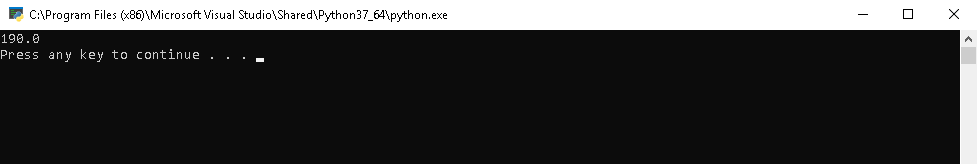 C:\Program Files (x86)\Microsoft Visual Studio\Shared\Python37_64\python.exe
190.0
Press any key to continue . . .